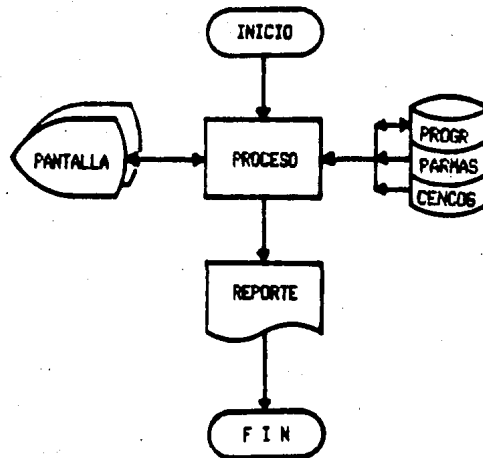 INICIO
PANTALLA
PROCESO
PROGR
PARMAS
CENCOS
REPORTE
F I N